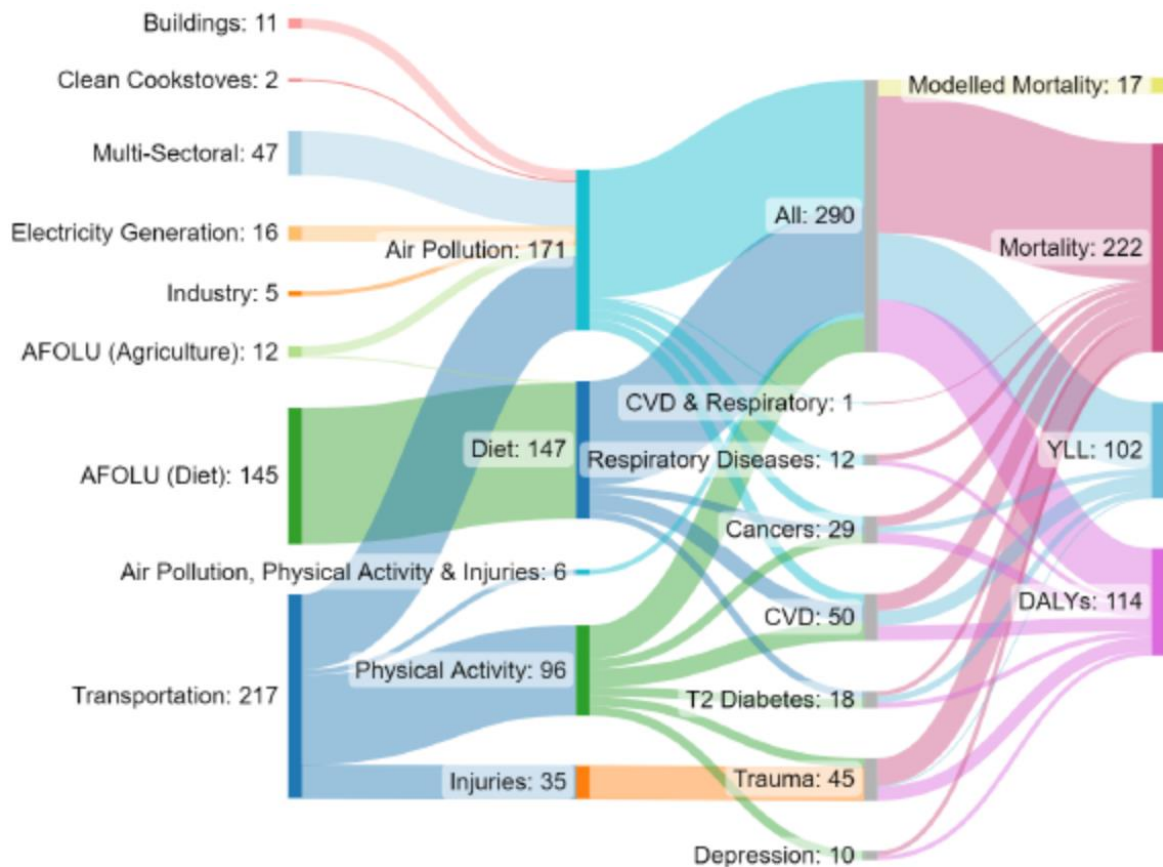 Buildings: 11
Clean Cookstoves: 2
Multi-Sectoral: 47
Electricity Generation: 16
Industry: 5
AFOLU (Agriculture): 12
AFOLU (Diet): 145
Transportation: 217
Air Pollution: 171
Diet: 147
Air Pollution, Physical Activity & Injuries: 6
Physical Activity: 96
Injuries: 35
All: 290
CVD & Respiratory: 1
Respiratory Diseases: 12
Cancers: 29
CVD: 50
T2 Diabetes: 18
Trauma: 45
Depression: 10
Modelled Mortality: 17
Mortality: 222
YLL: 102
DALYs: 114